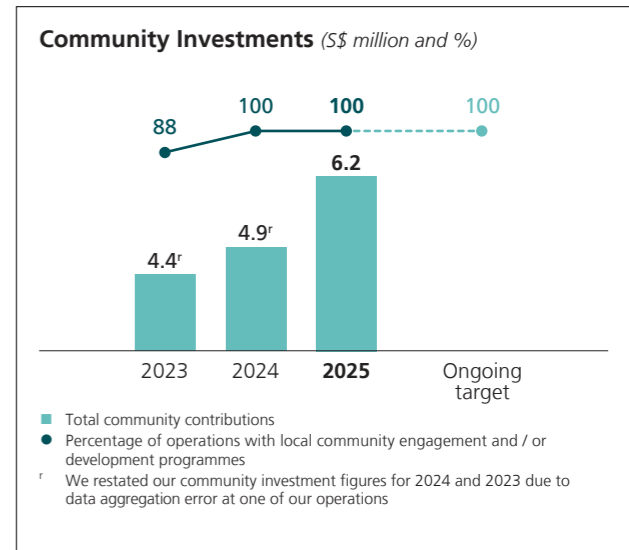 Community Investments (S$ million and %)
88
100
100
100
4.4ʳ
4.9ʳ
6.2
2023
2024
2025
Ongoing
target
Total community contributions
Percentage of operations with local community engagement and / or
development programmes
ʳ We restated our community investment figures for 2024 and 2023 due to
data aggregation error at one of our operations